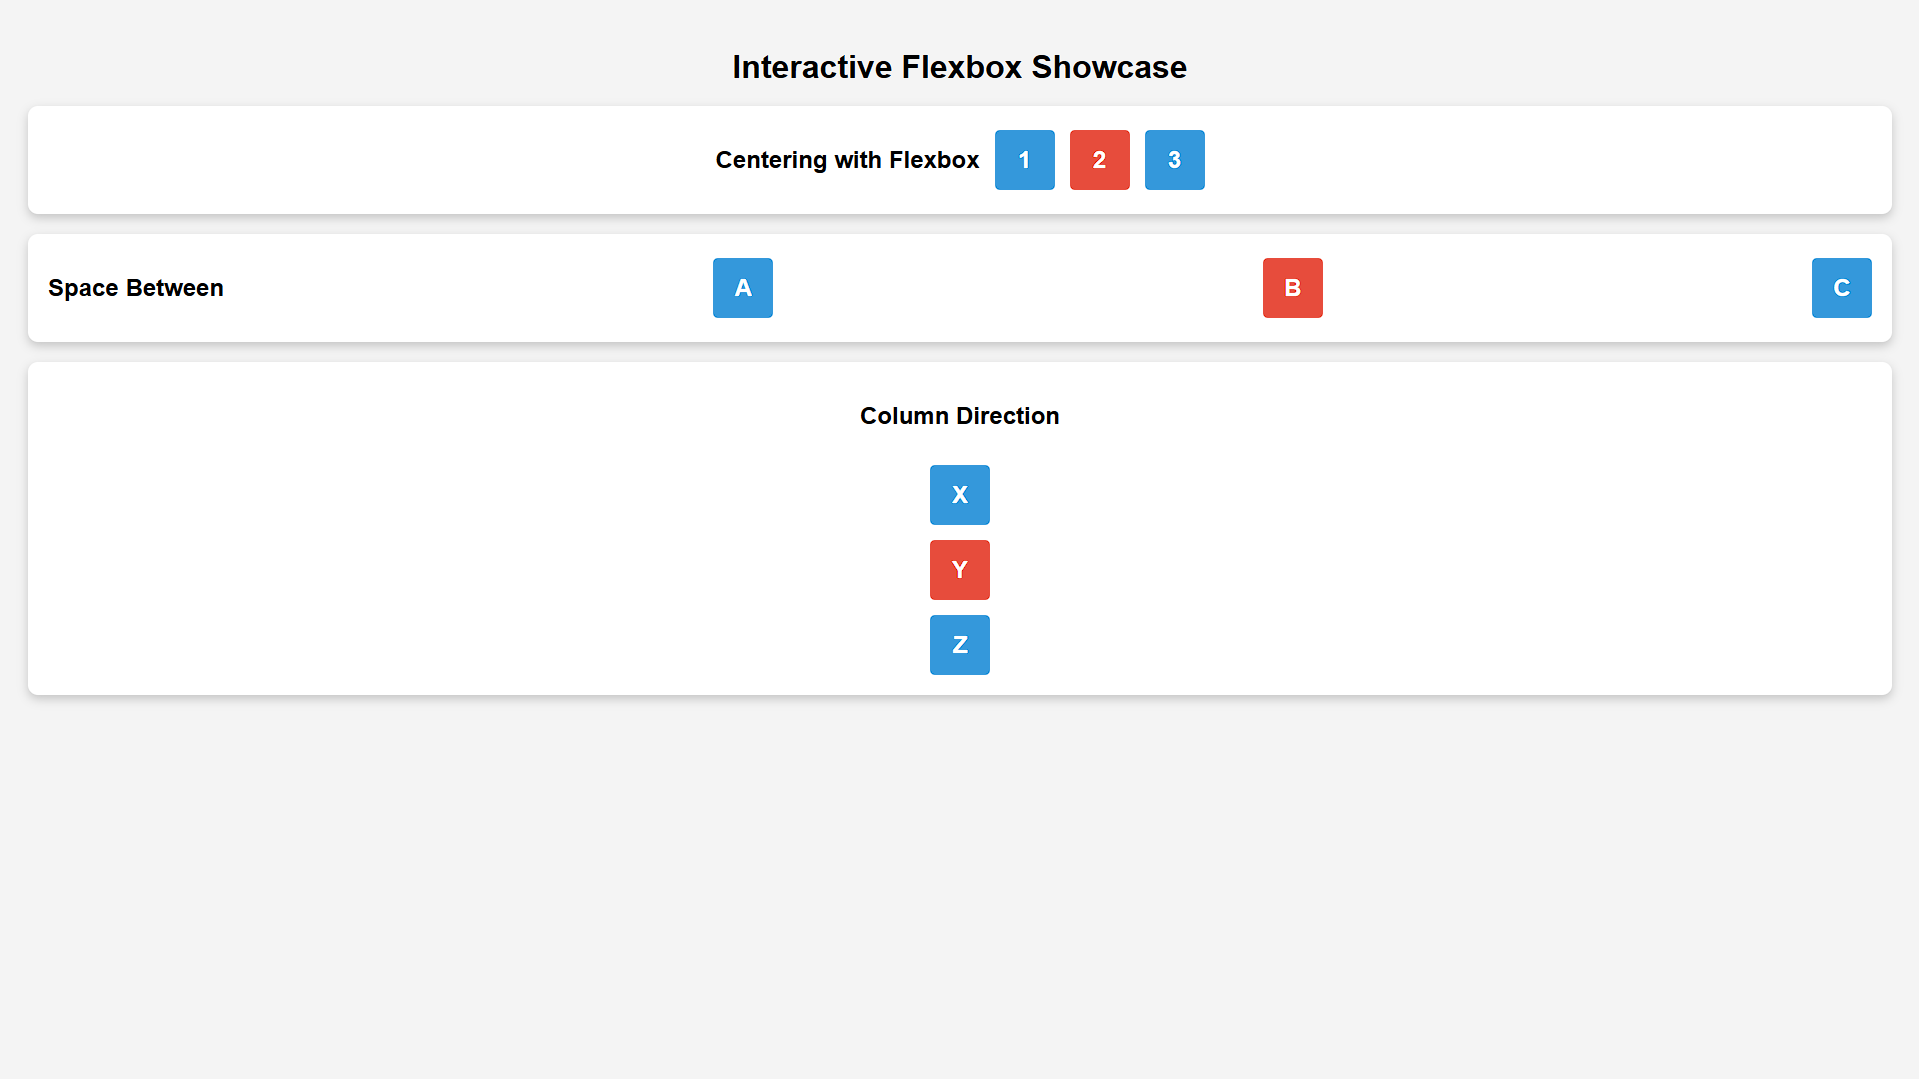 Interactive Flexbox Showcase
Centering with Flexbox 1 2 3
Space Between A B C
Column Direction
X
Y
Z